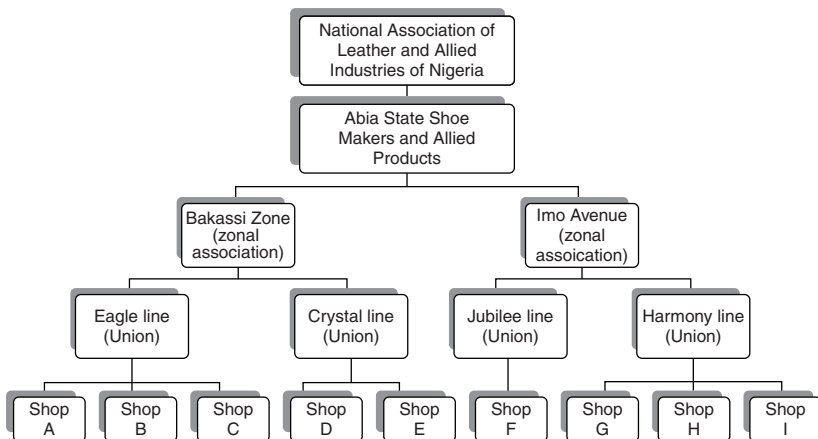 National Association of
Leather and Allied
Industries of Nigeria
Abia State Shoe
Makers and Allied
Products
Bakassi Zone
(zonal
association)
Imo Avenue
(zonal
assoication)
Eagle line
(Union)
Crystal line
(Union)
Jubilee line
(Union)
Harmony line
(Union)
Shop
A
Shop
B
Shop
C
Shop
D
Shop
E
Shop
F
Shop
G
Shop
H
Shop
I